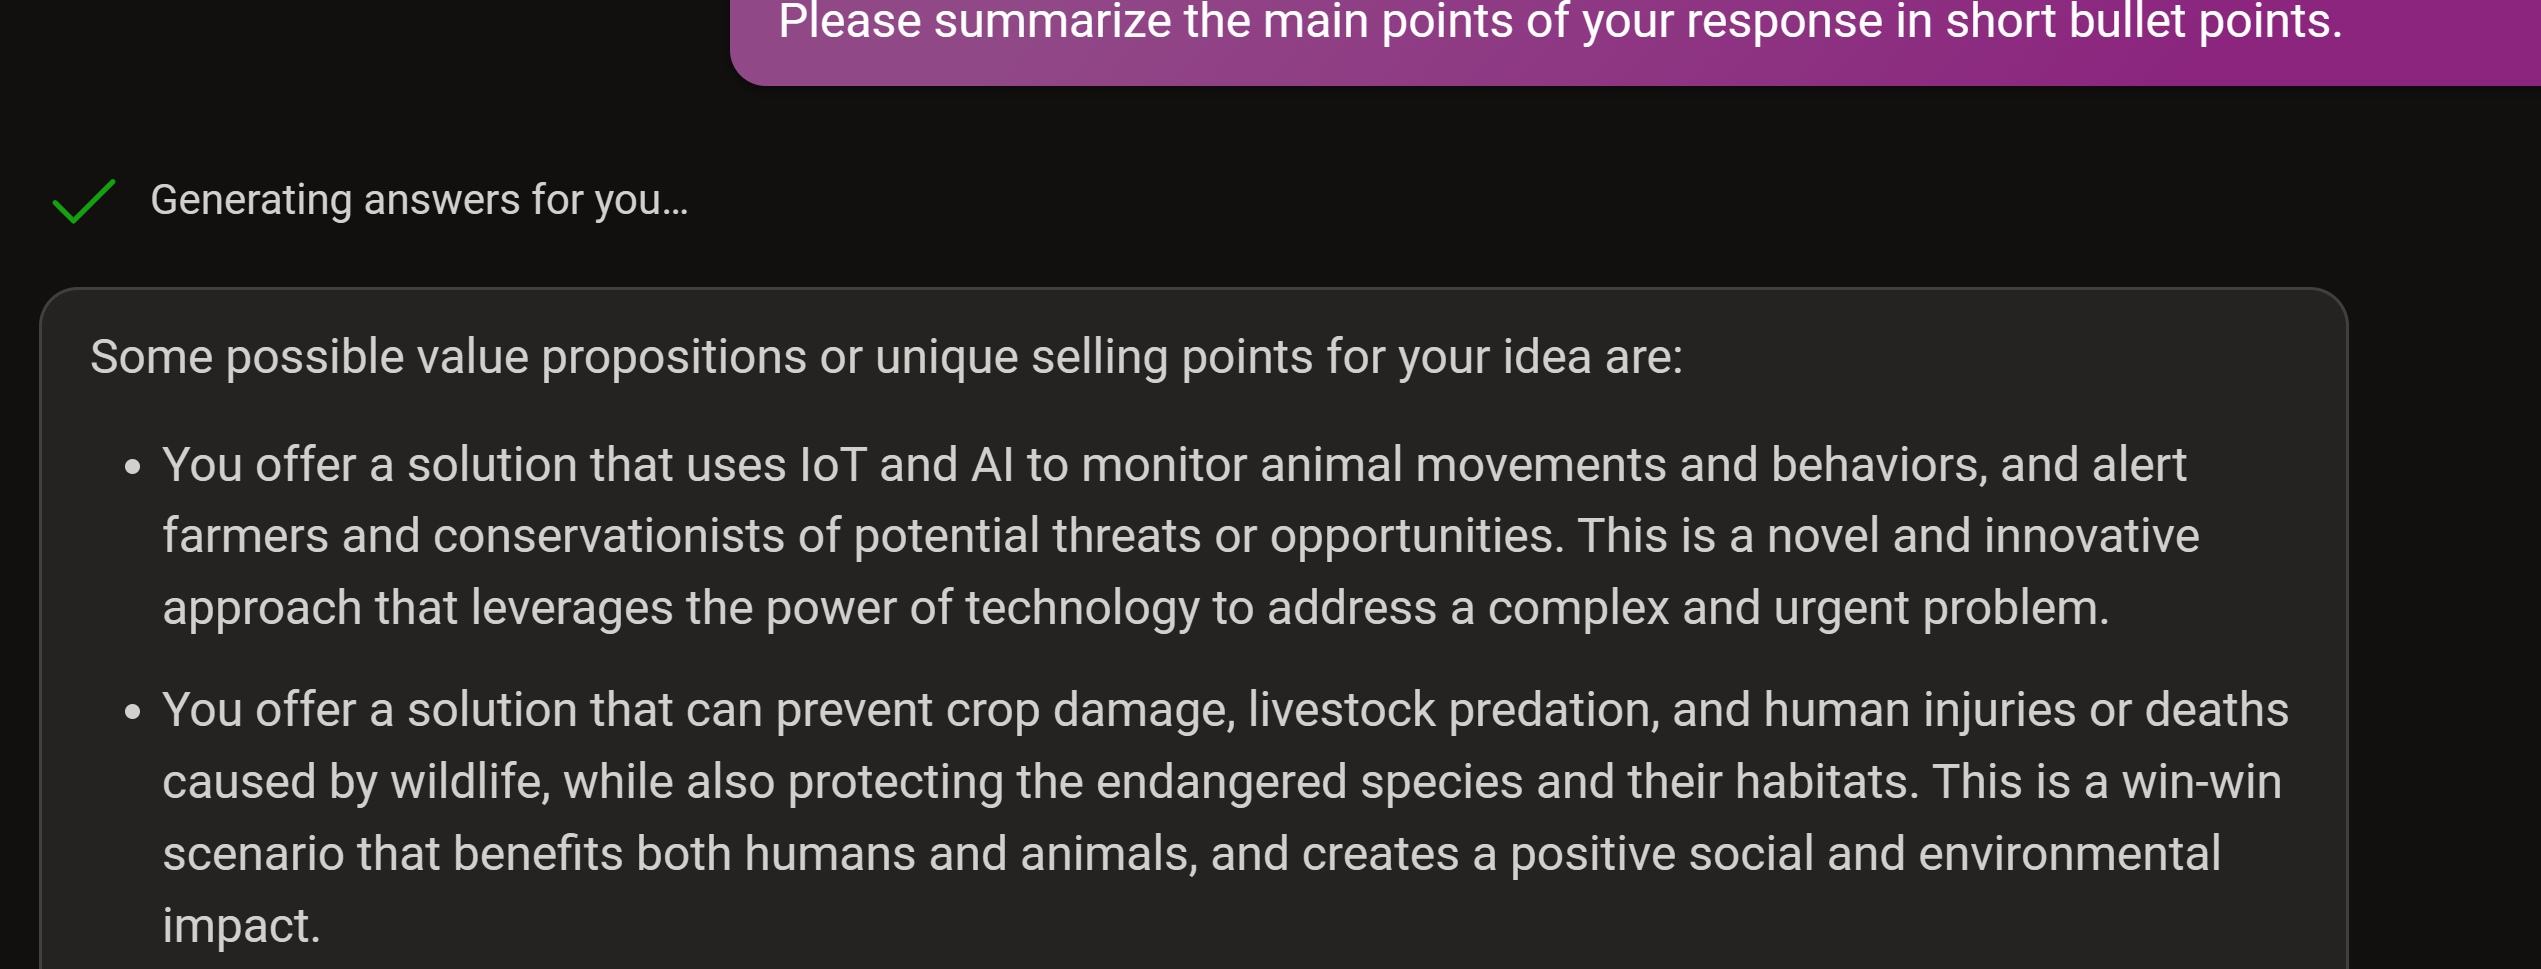 Please summarize the main points of your response in short bullet points.
Generating answers for you...
Some possible value propositions or unique selling points for your idea are:
• You offer a solution that uses IoT and AI to monitor animal movements and behaviors, and alert
farmers and conservationists of potential threats or opportunities. This is a novel and innovative
approach that leverages the power of technology to address a complex and urgent problem.
• You offer a solution that can prevent crop damage, livestock predation, and human injuries or deaths
caused by wildlife, while also protecting the endangered species and their habitats. This is a win-win
scenario that benefits both humans and animals, and creates a positive social and environmental
impact.